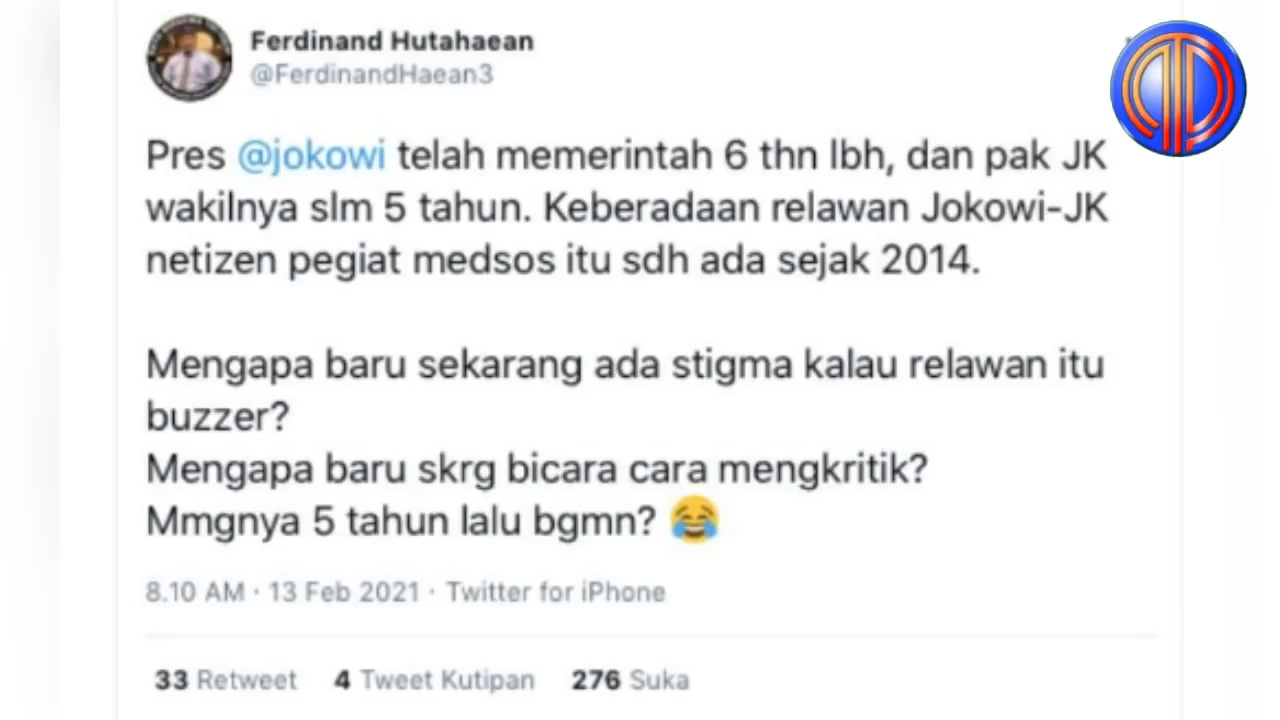 Ferdinand Hutahaean
@FerdinandHaean3
Pres @jokowi telah memerintah 6 thn lbh, dan pak JK
wakilnya slm 5 tahun. Keberadaan relawan Jokowi-JK
netizen pegiat medsos itu sdh ada sejak 2014.
Mengapa baru sekarang ada stigma kalau relawan itu
buzzer?
Mengapa baru skrg bicara cara mengkritik?
Mmgnya 5 tahun lalu bgmn? 😂
8.10 AM · 13 Feb 2021 · Twitter for iPhone
33 Retweet 4 Tweet Kutipan 276 Suka